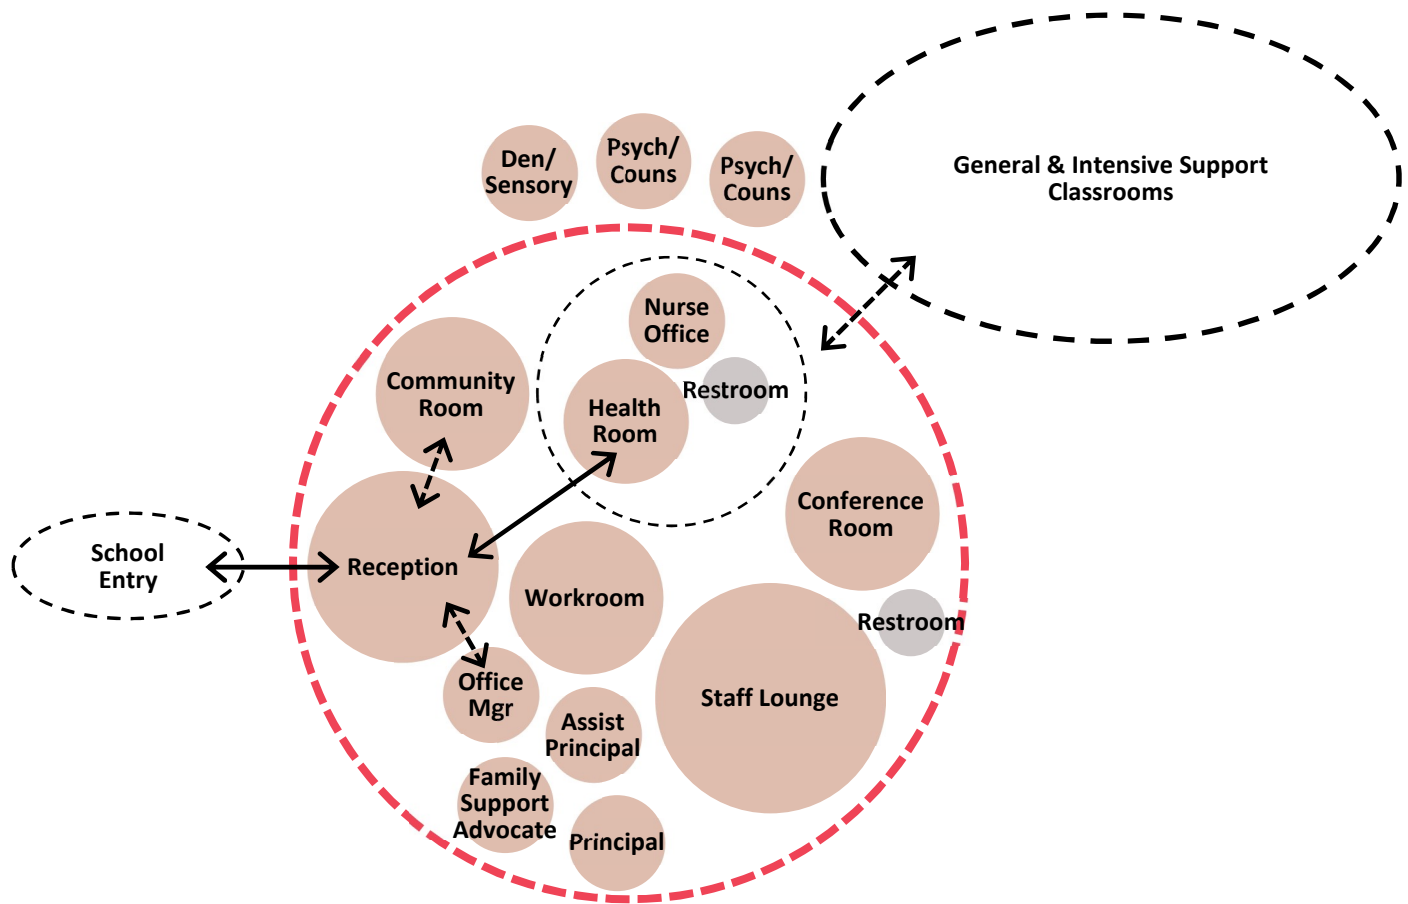 Den/
Sensory
Psych/
Couns
Psych/
Couns
General & Intensive Support
Classrooms
Nurse
Office
Community
Room
Restroom
Health
Room
Conference
Room
School
Entry
Reception
Workroom
Restroom
Office
Mgr
Staff Lounge
Assist
Principal
Family
Support
Advocate
Principal